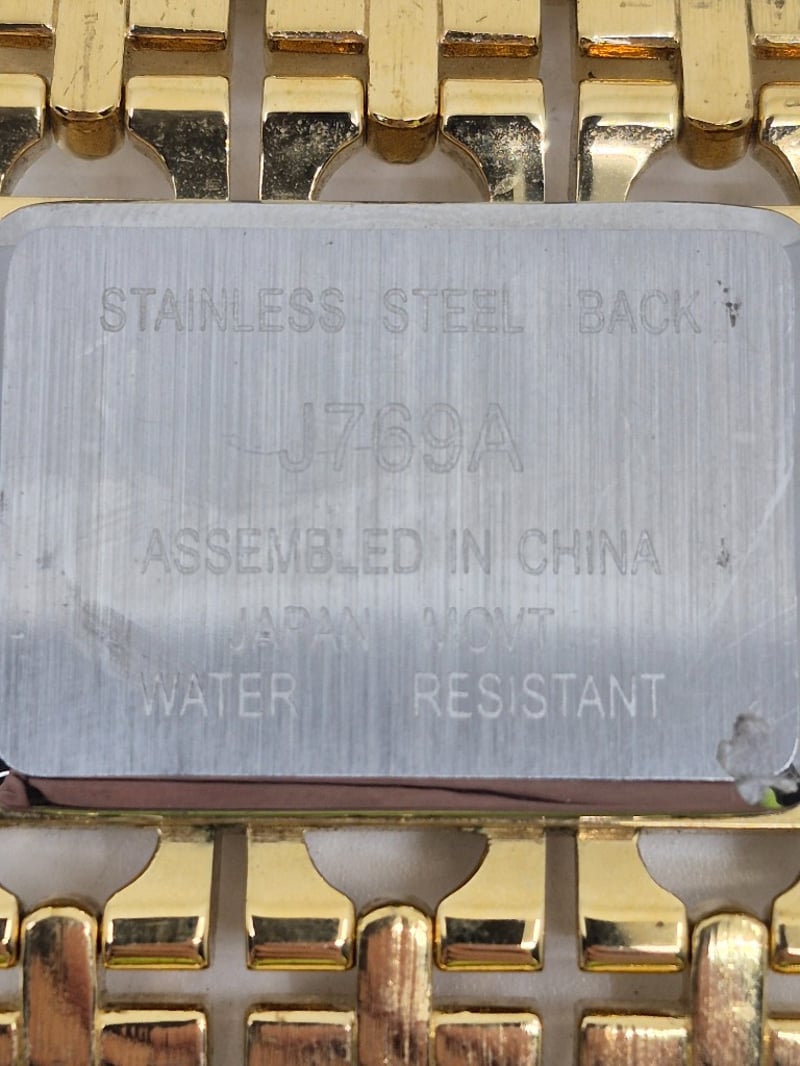 STAINLESS STEEL BACK
J769A
ASSEMBLED IN CHINA
JAPAN MOVT
WATER RESISTANT